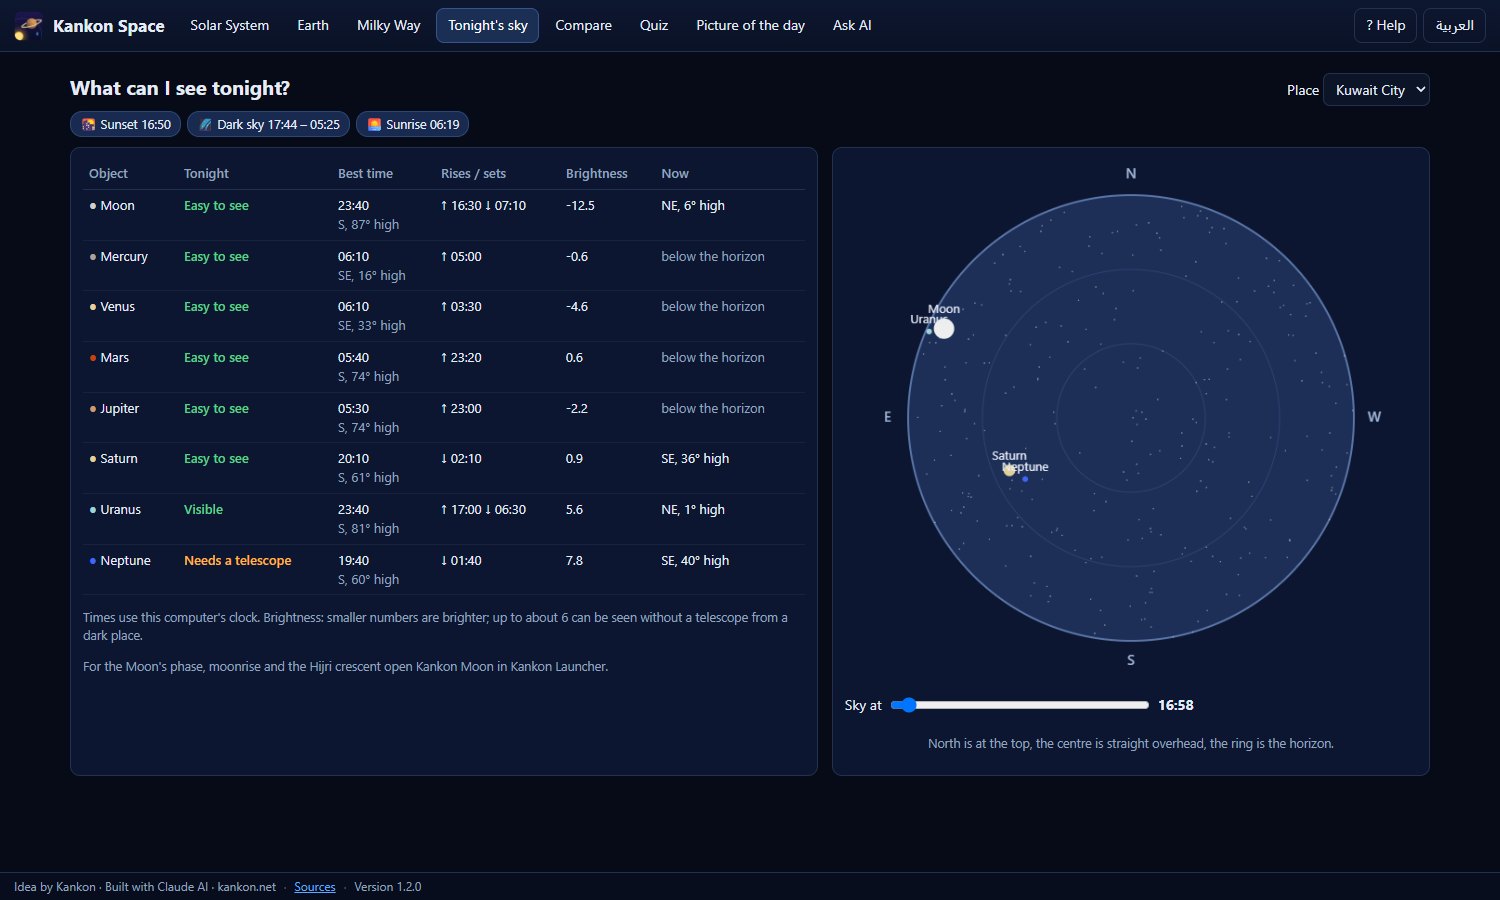 Kankon Space
Solar System
Earth
Milky Way
Tonight's sky
Compare
Quiz
Picture of the day
Ask AI
? Help
العربية
What can I see tonight?
Place Kuwait City
Sunset 16:50
Dark sky 17:44 – 05:25
Sunrise 06:19
Object Tonight Best time Rises / sets Brightness Now
Moon Easy to see 23:40 ↑ 16:30 ↓ 07:10 -12.5 NE, 6° high
S, 87° high
Mercury Easy to see 06:10 ↑ 05:00 -0.6 below the horizon
SE, 16° high
Venus Easy to see 06:10 ↑ 03:30 -4.6 below the horizon
SE, 33° high
Mars Easy to see 05:40 ↑ 23:20 0.6 below the horizon
S, 74° high
Jupiter Easy to see 05:30 ↑ 23:00 -2.2 below the horizon
S, 74° high
Saturn Easy to see 20:10 ↓ 02:10 0.9 SE, 36° high
S, 61° high
Uranus Visible 23:40 ↑ 17:00 ↓ 06:30 5.6 NE, 1° high
S, 81° high
Neptune Needs a telescope 19:40 ↓ 01:40 7.8 SE, 40° high
S, 60° high
Times use this computer's clock. Brightness: smaller numbers are brighter; up to about 6 can be seen without a telescope from a
dark place.
For the Moon's phase, moonrise and the Hijri crescent open Kankon Moon in Kankon Launcher.
N
Moon
Uranus
E
W
Saturn
Neptune
S
Sky at 16:58
North is at the top, the centre is straight overhead, the ring is the horizon.
Idea by Kankon · Built with Claude AI · kankon.net · Sources · Version 1.2.0